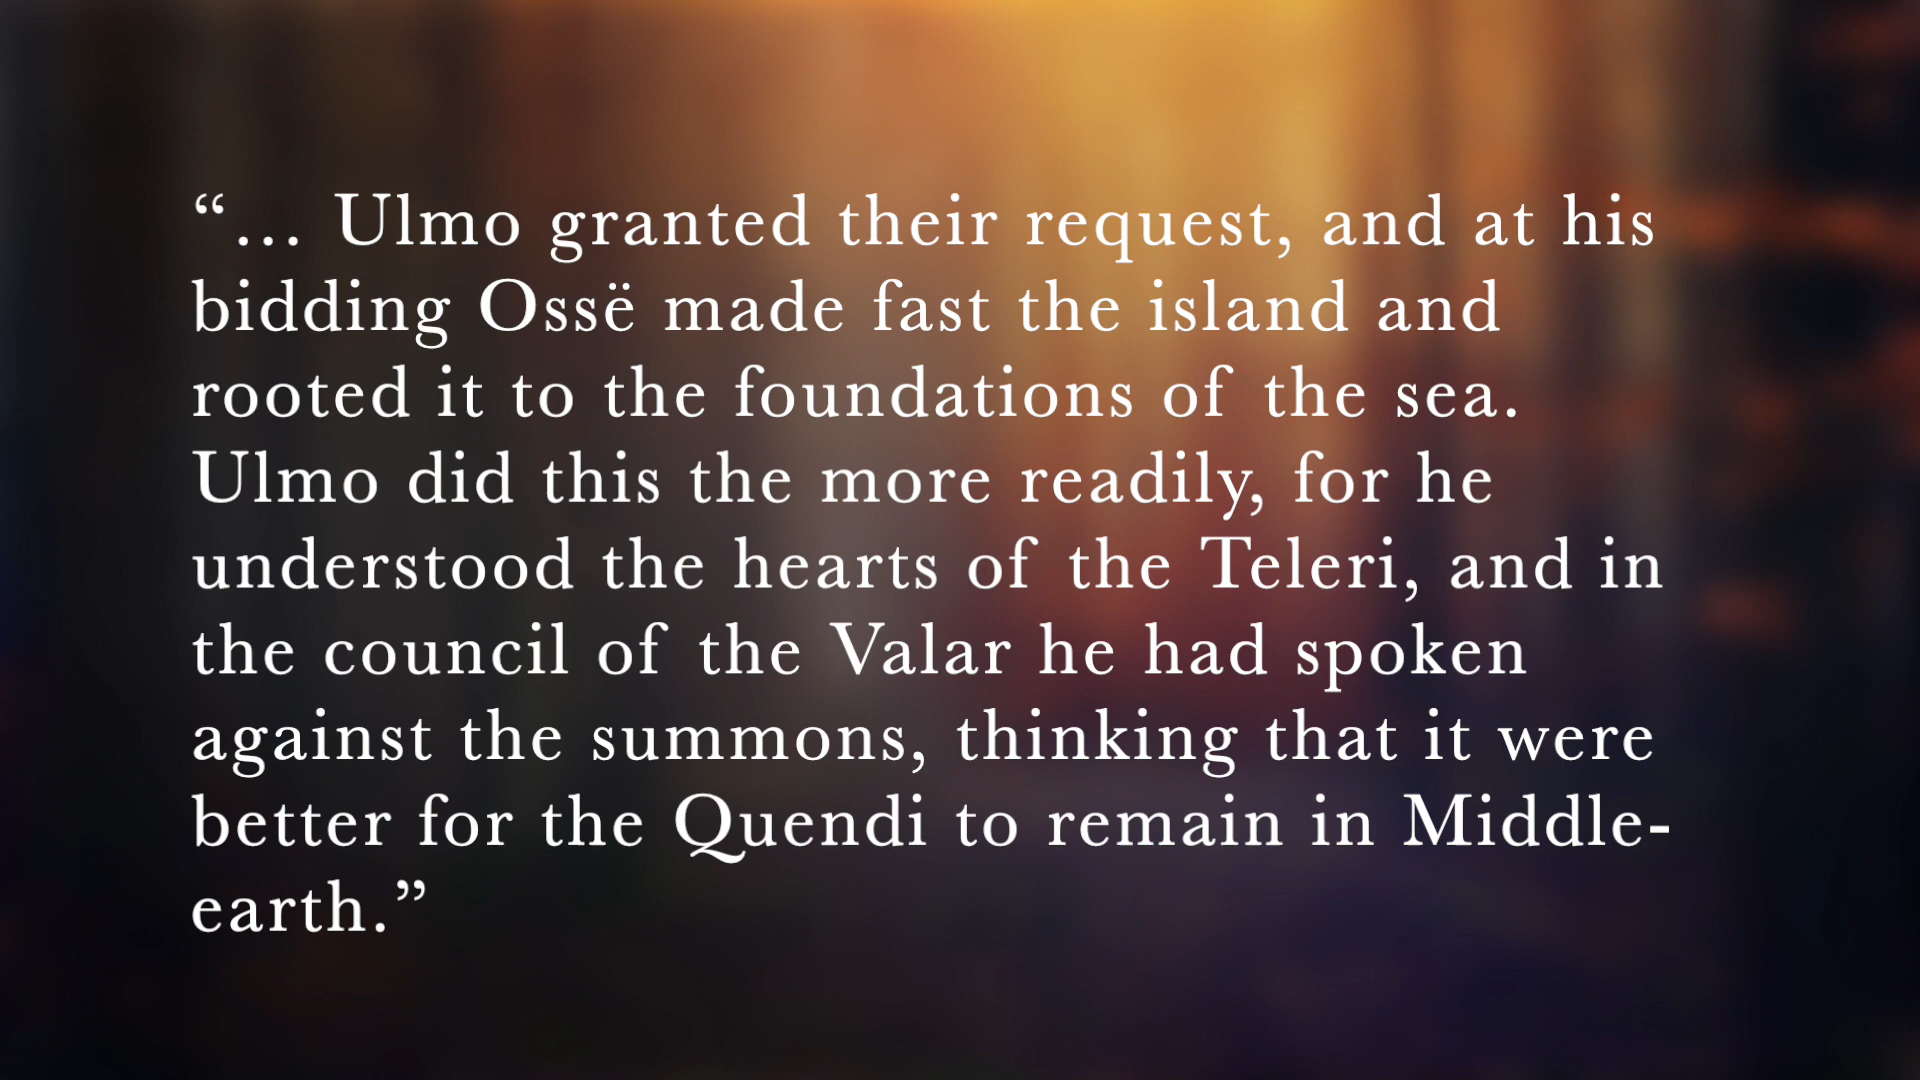 “… Ulmo granted their request, and at his
bidding Ossë made fast the island and
rooted it to the foundations of the sea.
Ulmo did this the more readily, for he
understood the hearts of the Teleri, and in
the council of the Valar he had spoken
against the summons, thinking that it were
better for the Quendi to remain in Middle-
earth.”